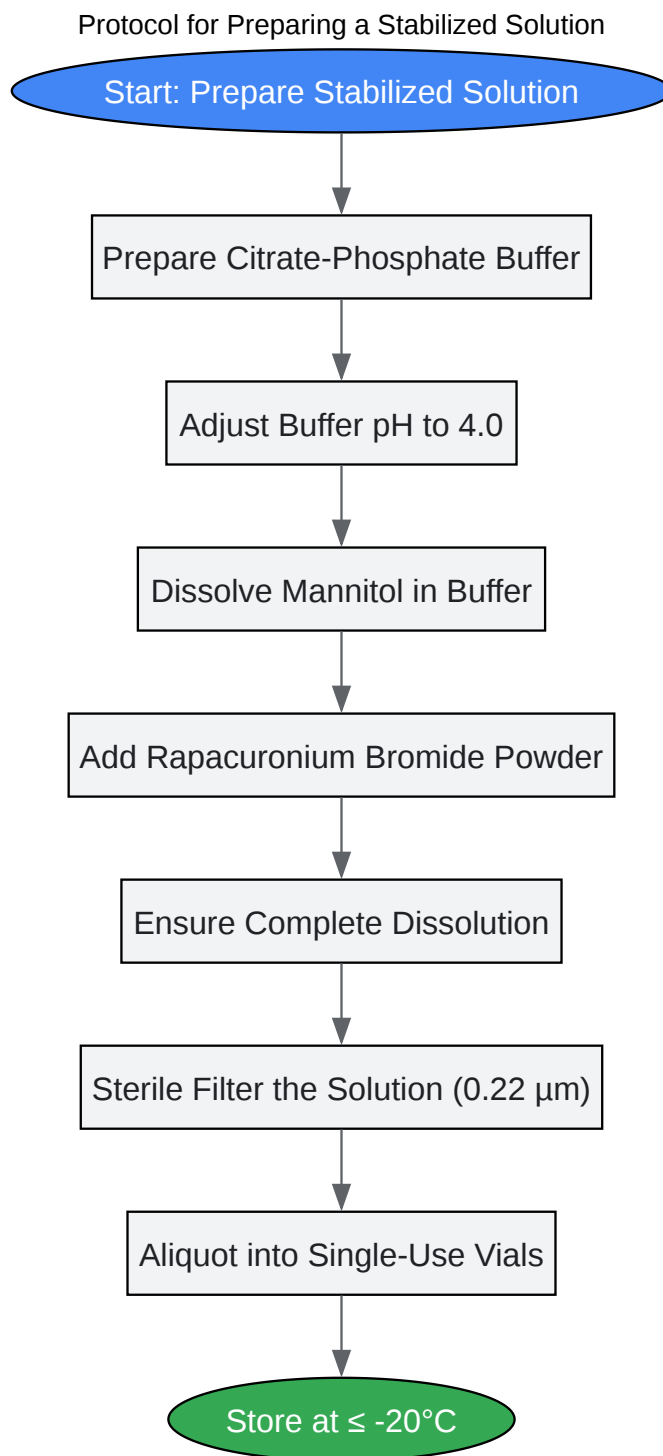 Protocol for Preparing a Stabilized Solution
Start: Prepare Stabilized Solution
Prepare Citrate-Phosphate Buffer
Adjust Buffer pH to 4.0
Dissolve Mannitol in Buffer
Add Rapacuronium Bromide Powder
Ensure Complete Dissolution
Sterile Filter the Solution (0.22 µm)
Aliquot into Single-Use Vials
Store at ≤ -20°C